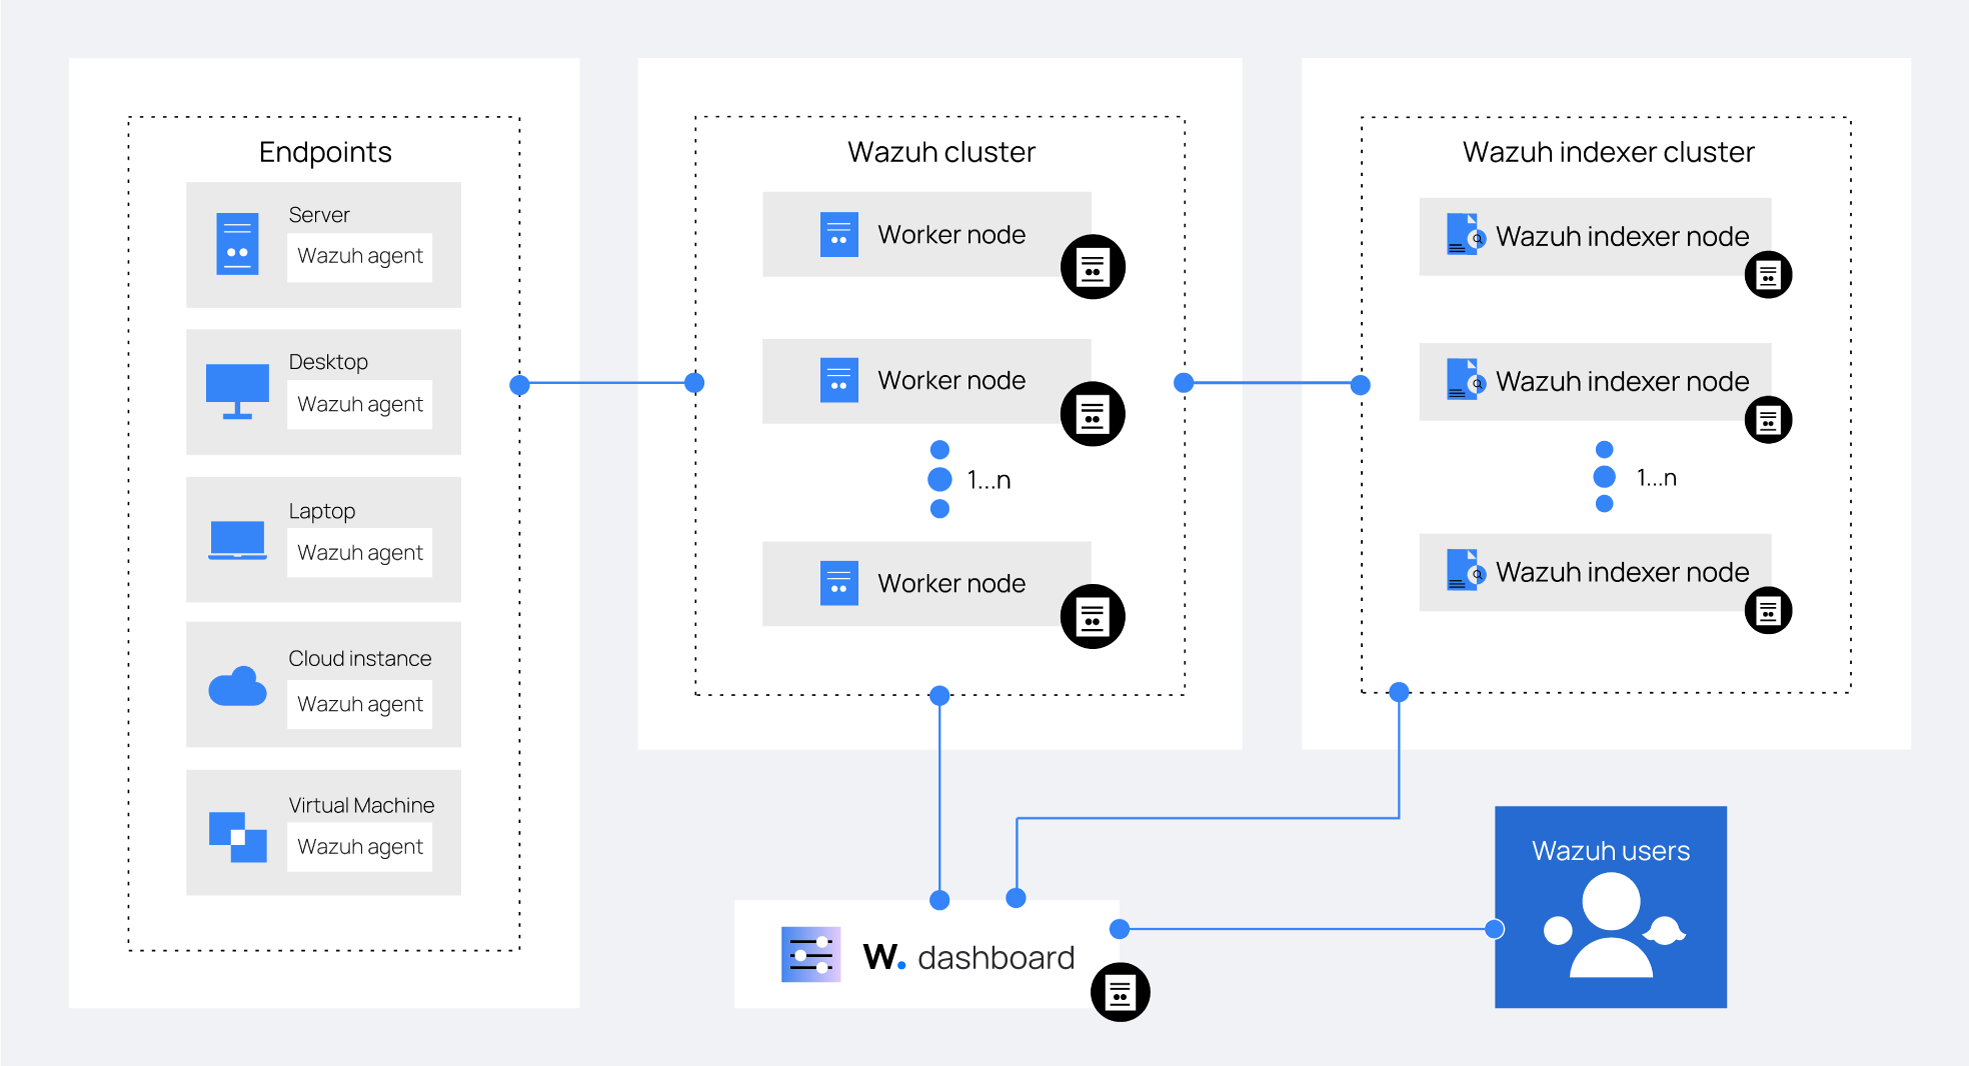 Endpoints
Server
Wazuh agent
Desktop
Wazuh agent
Laptop
Wazuh agent
Cloud instance
Wazuh agent
Virtual Machine
Wazuh agent
Wazuh cluster
Worker node
Worker node
1...n
Worker node
Wazuh indexer cluster
Wazuh indexer node
Wazuh indexer node
1...n
Wazuh indexer node
W. dashboard
Wazuh users